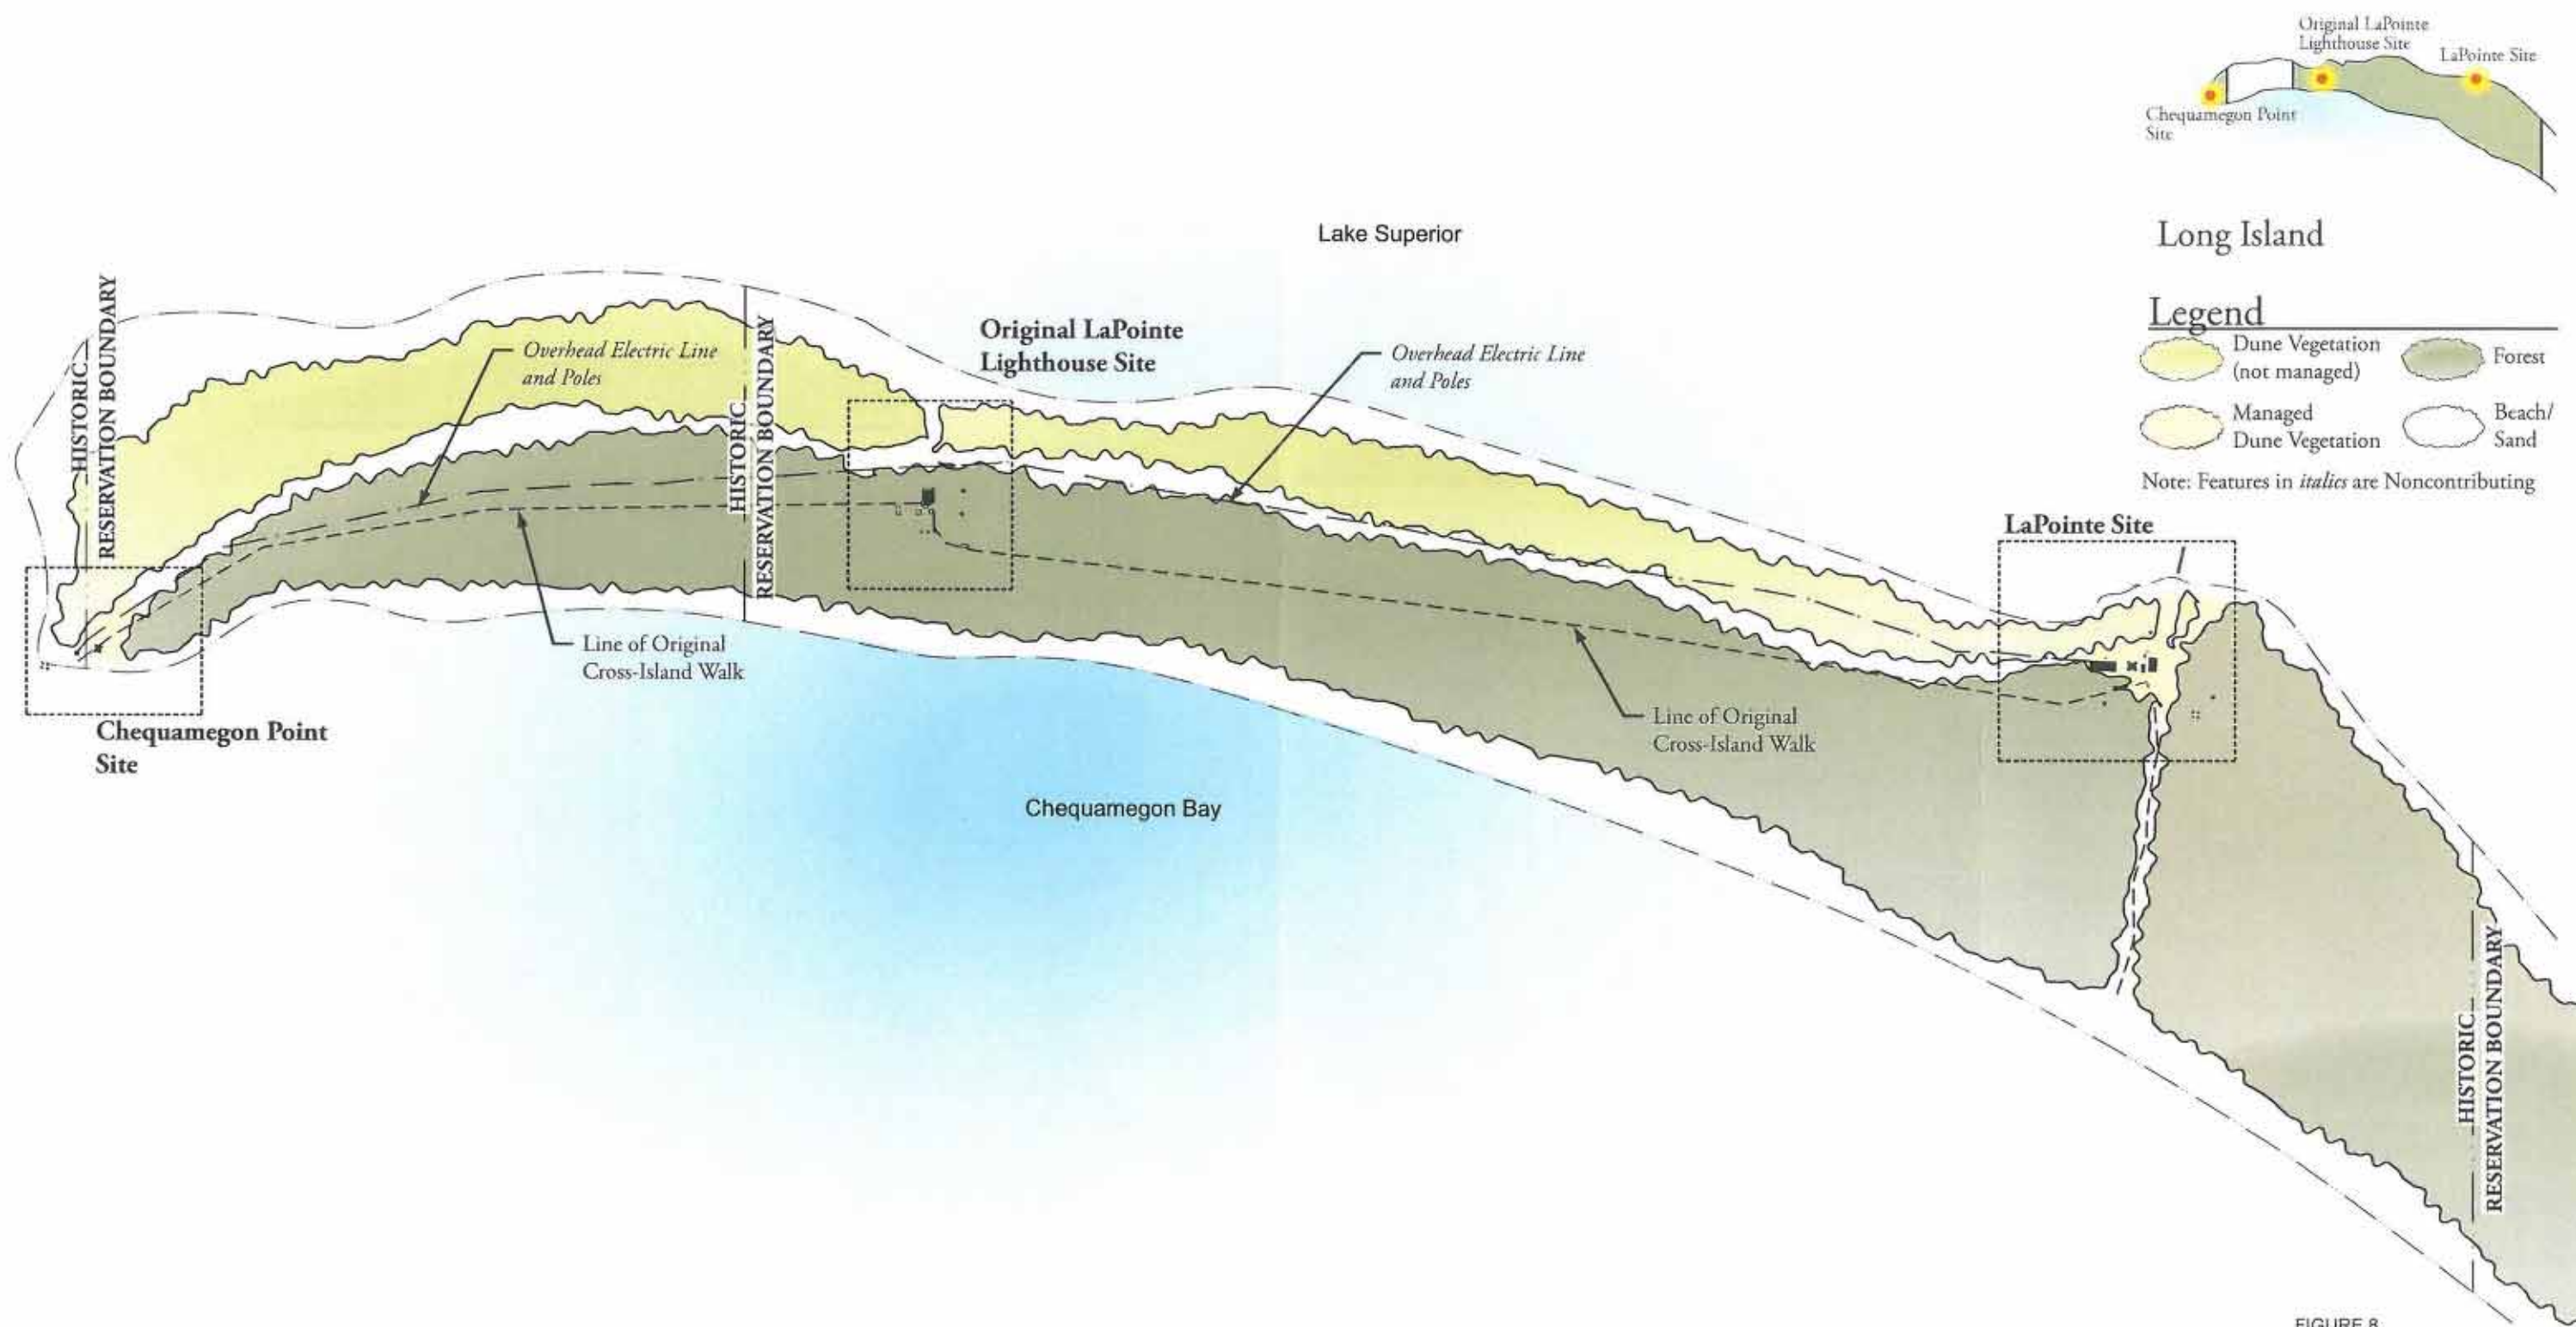 Original LaPointe
Lighthouse Site
LaPointe Site
Chequamegon Point
Site
Lake Superior
Long Island
Legend
Dune Vegetation
(not managed)
Forest
Managed
Dune Vegetation
Beach/
Sand
Note: Features in italics are Noncontributing
HISTORIC
RESERVATION BOUNDARY
Overhead Electric Line
and Poles
HISTORIC
RESERVATION BOUNDARY
Original LaPointe
Lighthouse Site
Overhead Electric Line
and Poles
LaPointe Site
Line of Original
Cross-Island Walk
Line of Original
Cross-Island Walk
Chequamegon Point
Site
Chequamegon Bay
HISTORIC
RESERVATION BOUNDARY
FIGURE 8